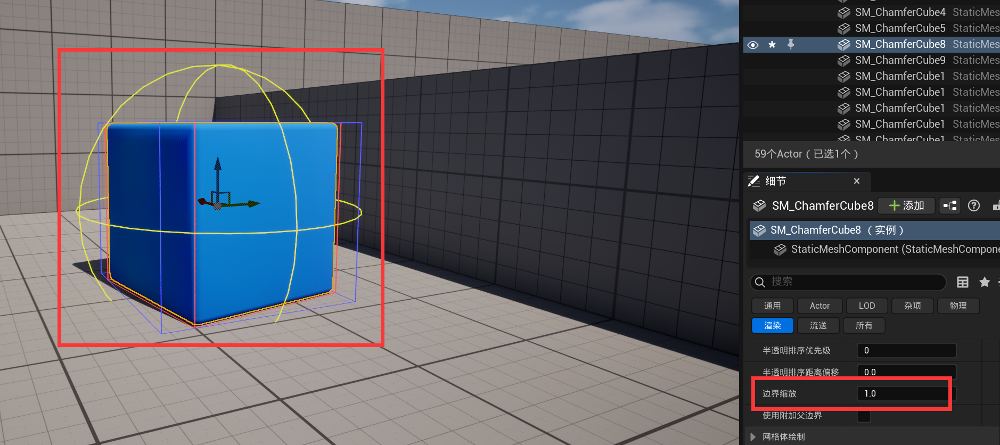 SM_ChamferCube4 StaticMes
SM_ChamferCube5 StaticMes
SM_ChamferCube8 StaticMes
SM_ChamferCube9 StaticMes
SM_ChamferCube1 StaticMes
SM_ChamferCube1 StaticMes
SM_ChamferCube1 StaticMes
SM_ChamferCube1 StaticMes
SM_ChamferCube1 StaticMes
59个Actor（已选1个）
细节
SM_ChamferCube8 添加
SM_ChamferCube8 （实例）
StaticMeshComponent (StaticMeshCompone
搜索
通用 Actor LOD 杂项 物理
渲染 流送 所有
半透明排序优先级 0
半透明排序距离偏移 0.0
边界缩放 1.0
使用附加父边界
网格体绘制